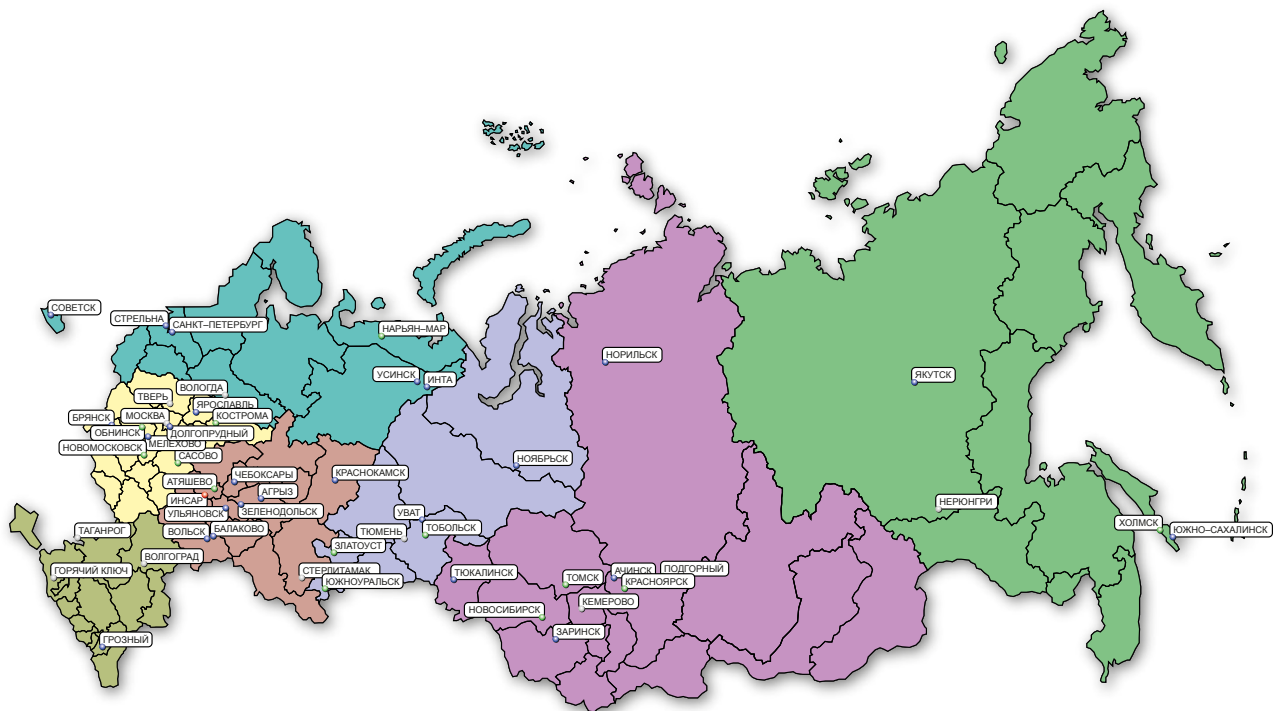 СОВЕТСК
СТРЕЛЬНА
САНКТ–ПЕТЕРБУРГ
НАРЬЯН–МАР
НОРИЛЬСК
УСИНСК
ИНТА
ЯКУТСК
ВОЛОГДА
ТВЕРЬ
ЯРОСЛАВЛЬ
БРЯНСК
МОСКВА
КОСТРОМА
ОБНИНСК
ДОЛГОПРУДНЫЙ
НОВОМОСКОВСК
МЕЛЕХОВО
САСОВО
НОЯБРЬСК
ЧЕБОКСАРЫ
КРАСНОКАМСК
АТЯШЕВО
АГРЫЗ
ИНСАР
НЕРЮНГРИ
УЛЬЯНОВСК
ЗЕЛЕНОДОЛЬСК
УВАТ
ХОЛМСК
ЮЖНО–САХАЛИНСК
ТАГАНРОГ
ВОЛЬСК
БАЛАКОВО
ТЮМЕНЬ
ТОБОЛЬСК
ЗЛАТОУСТ
ВОЛГОГРАД
ГОРЯЧИЙ КЛЮЧ
СТЕРЛИТАМАК
ЮЖНОУРАЛЬСК
ТЮКАЛИНСК
ТОМСК
АЧИНСК
ПОДГОРНЫЙ
КРАСНОЯРСК
КЕМЕРОВО
НОВОСИБИРСК
ЗАРИНСК
ГРОЗНЫЙ